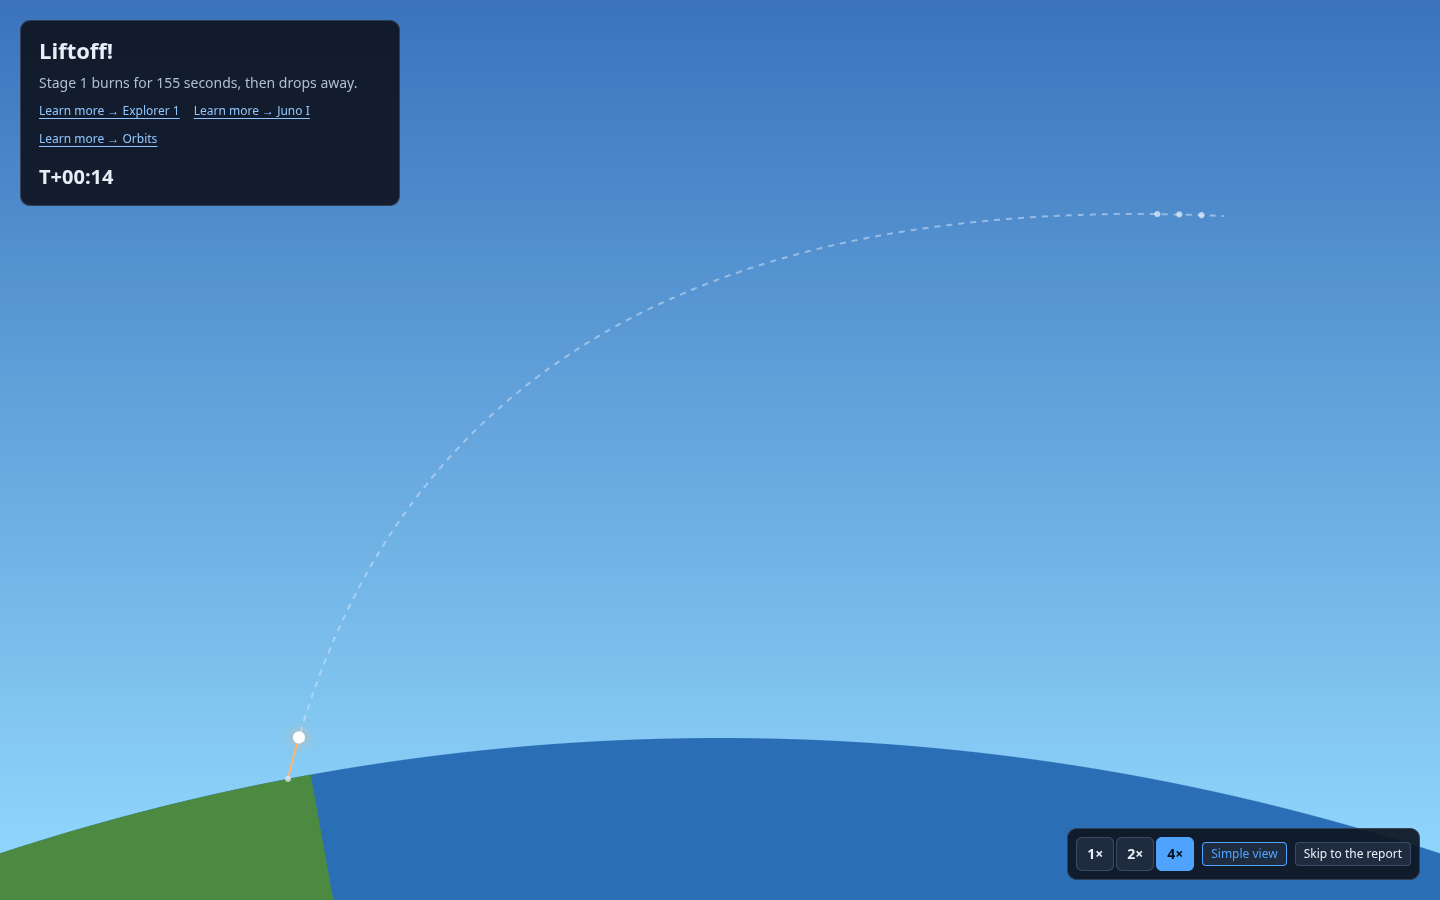 Liftoff!
Stage 1 burns for 155 seconds, then drops away.
Learn more → Explorer 1 Learn more → Juno I
Learn more → Orbits
T+00:14
1× 2× 4× Simple view Skip to the report